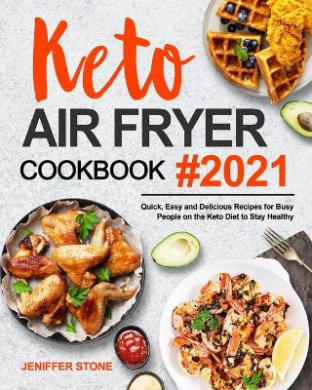 Keto
AIR FRYER
COOKBOOK #2021
Quick, Easy and Delicious Recipes for Busy
People on the Keto Diet to Stay Healthy
JENIFFER STONE